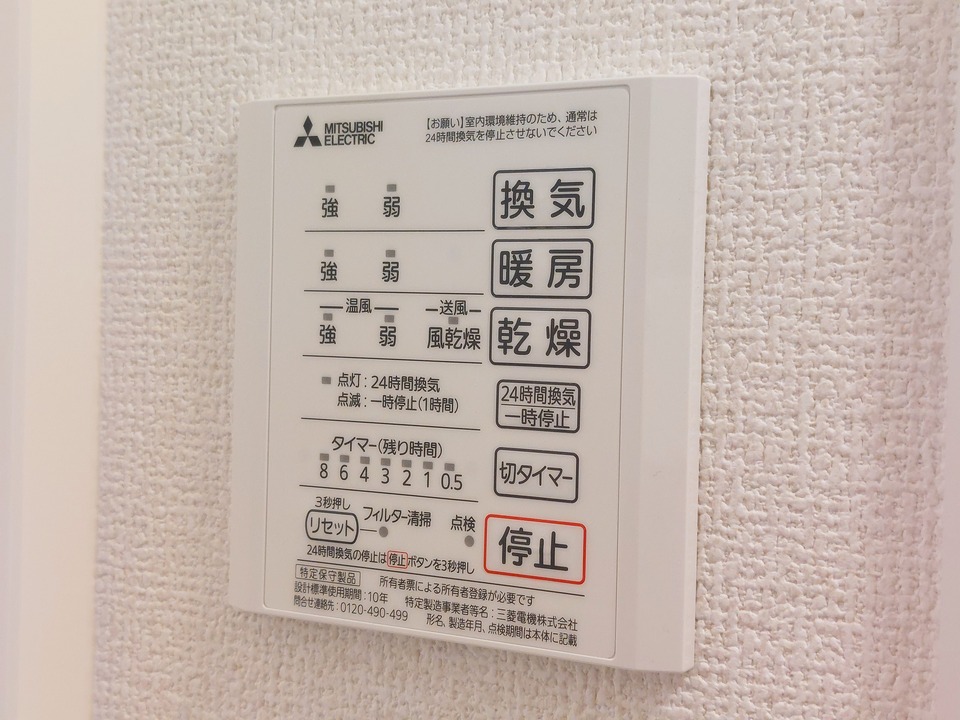 MITSUBISHI
ELECTRIC
【お願い】室内環境維持のため、通常は
24時間換気を停止させないでください
強 弱 換気
強 弱 暖房
温風 送風
強 弱 風乾燥 乾燥
点灯：24時間換気
点滅：一時停止(1時間)
24時間換気
一時停止
タイマー(残り時間)
8 6 4 3 2 1 0.5
切タイマー
3秒押し
リセット フィルター清掃 点検
停止
24時間換気の停止は停止ボタンを3秒押し
特定保守製品 所有者票による所有者登録が必要です
設計標準使用期間：10年 特定製造事業者等名：三菱電機株式会社
問合せ連絡先：0120-490-499 形名、製造年月、点検期間は本体に記載